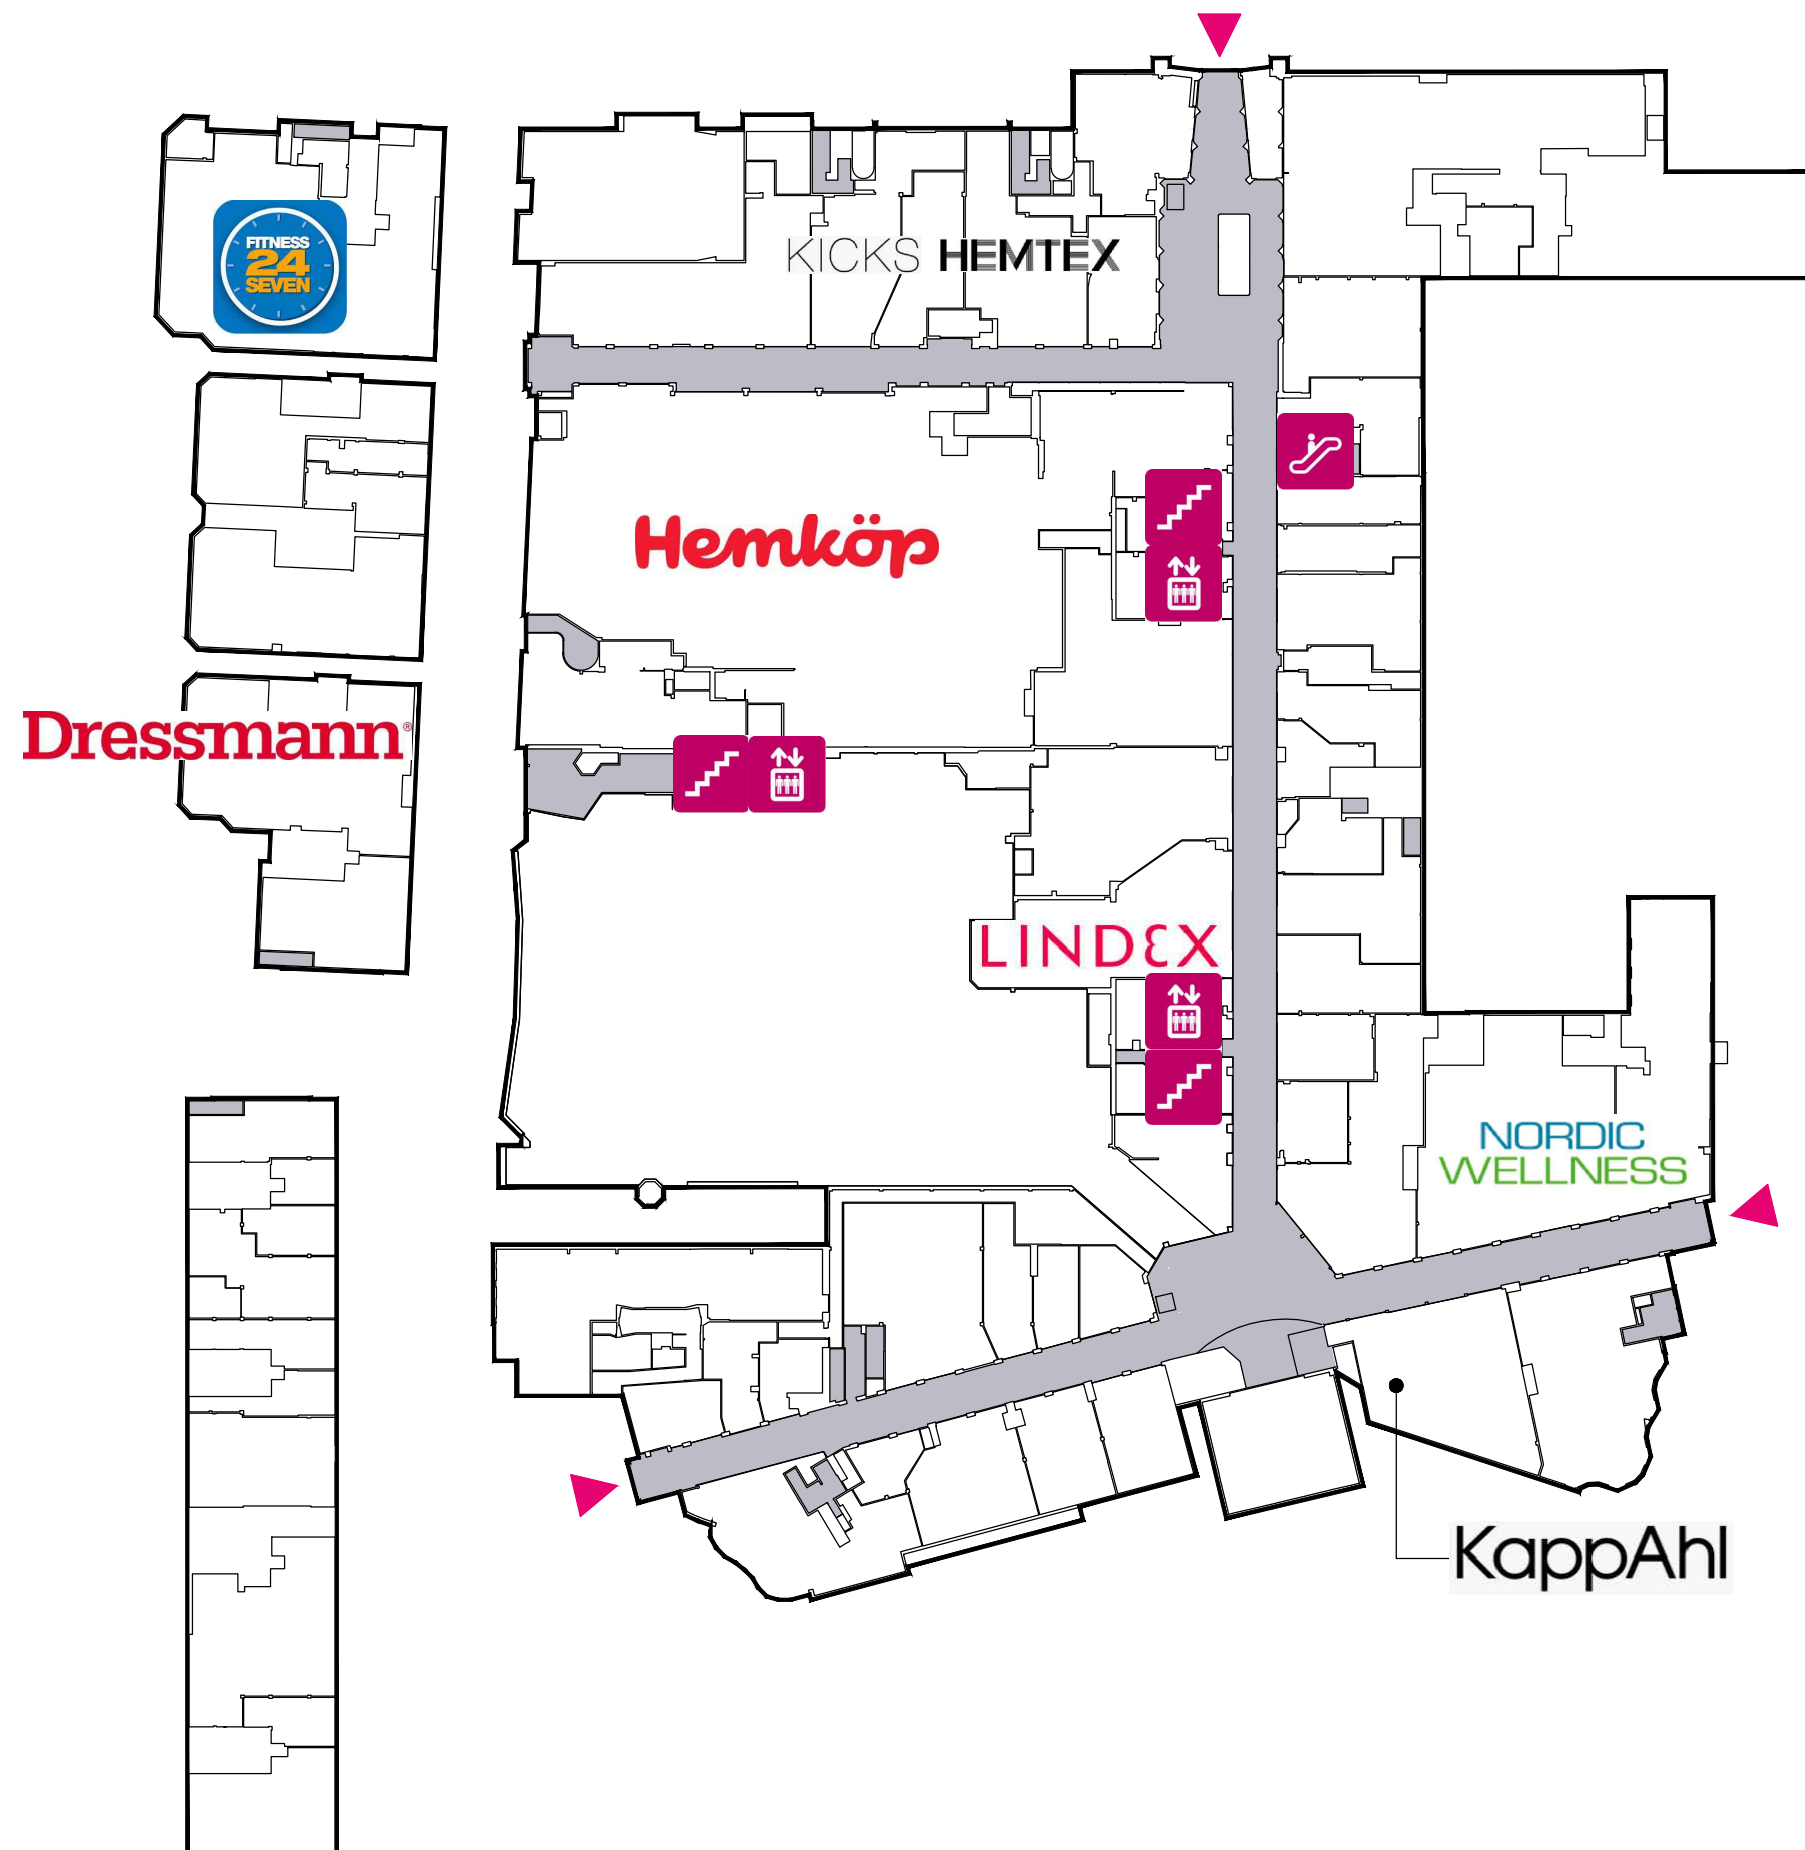 FITNESS
24
SEVEN
KICKS HEMTEX
Hemköp
Dressmann®
LINDEX
NORDIC
WELLNESS
KappAhl